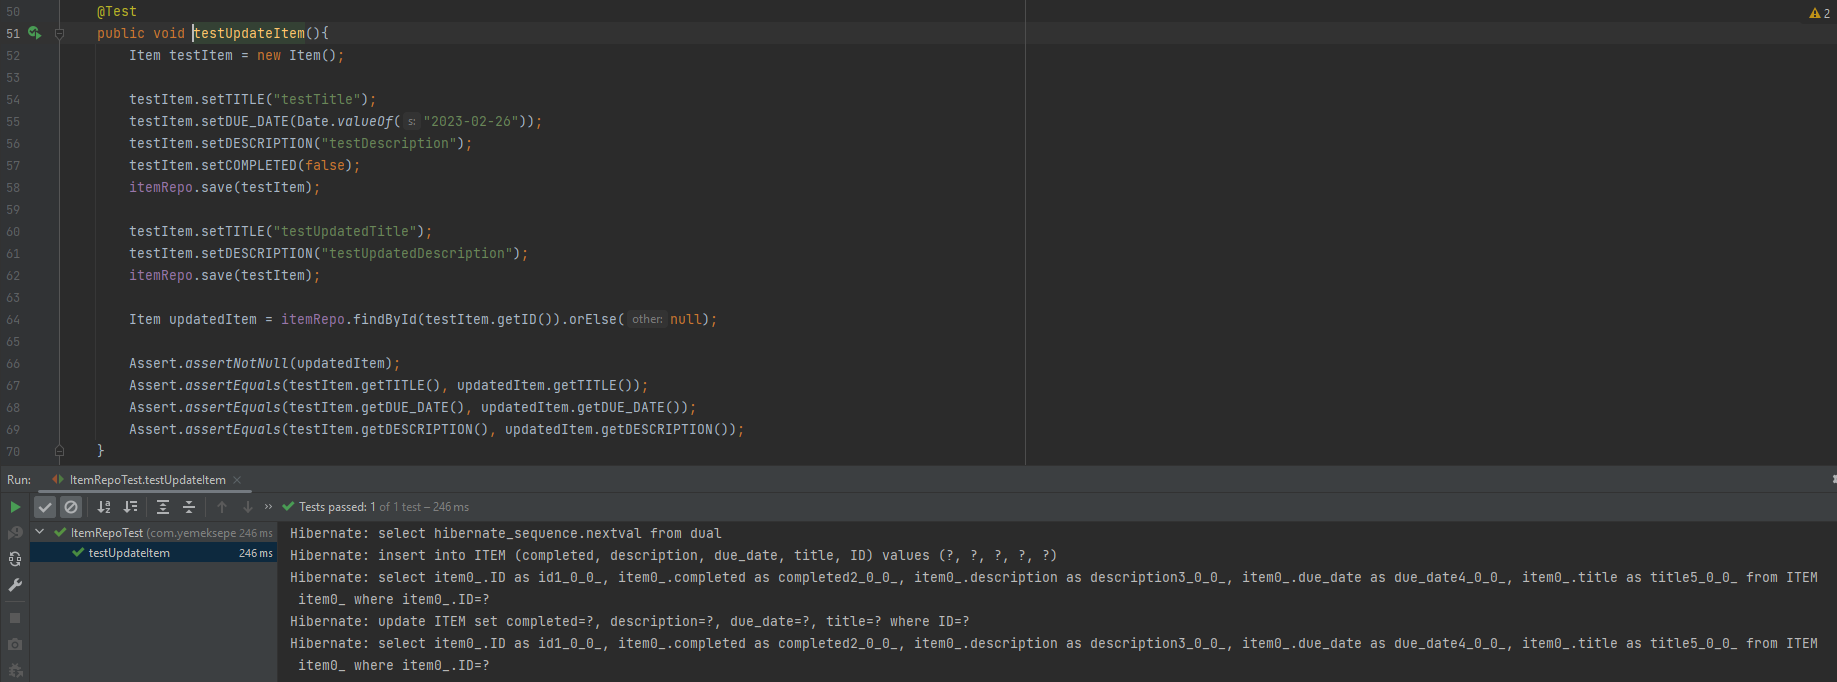 50 @Test
2
51 public void testUpdateItem(){
52 Item testItem = new Item();
53
54 testItem.setTITLE("testTitle");
55 testItem.setDUE_DATE(Date.valueOf( s: "2023-02-26"));
56 testItem.setDESCRIPTION("testDescription");
57 testItem.setCOMPLETED(false);
58 itemRepo.save(testItem);
59
60 testItem.setTITLE("testUpdatedTitle");
61 testItem.setDESCRIPTION("testUpdatedDescription");
62 itemRepo.save(testItem);
63
64 Item updatedItem = itemRepo.findById(testItem.getID()).orElse( other: null);
65
66 Assert.assertNotNull(updatedItem);
67 Assert.assertEquals(testItem.getTITLE(), updatedItem.getTITLE());
68 Assert.assertEquals(testItem.getDUE_DATE(), updatedItem.getDUE_DATE());
69 Assert.assertEquals(testItem.getDESCRIPTION(), updatedItem.getDESCRIPTION());
70 }
Run: ItemRepoTest.testUpdateItem ×
>> Tests passed: 1 of 1 test – 246 ms
ItemRepoTest (com.yemeksepe 246 ms
testUpdateItem 246 ms
Hibernate: select hibernate_sequence.nextval from dual
Hibernate: insert into ITEM (completed, description, due_date, title, ID) values (?, ?, ?, ?, ?)
Hibernate: select item0_.ID as id1_0_0_, item0_.completed as completed2_0_0_, item0_.description as description3_0_0_, item0_.due_date as due_date4_0_0_, item0_.title as title5_0_0_ from ITEM
item0_ where item0_.ID=?
Hibernate: update ITEM set completed=?, description=?, due_date=?, title=? where ID=?
Hibernate: select item0_.ID as id1_0_0_, item0_.completed as completed2_0_0_, item0_.description as description3_0_0_, item0_.due_date as due_date4_0_0_, item0_.title as title5_0_0_ from ITEM
item0_ where item0_.ID=?